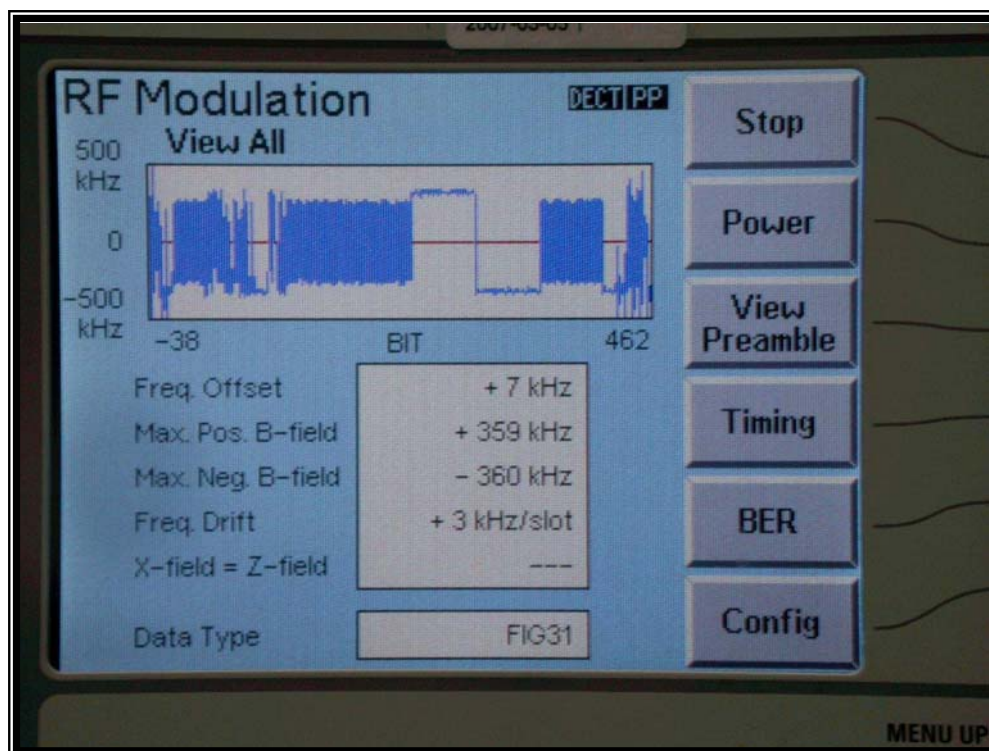 RF Modulation DECT PP
View All
500
kHz
0
-500
kHz
-38 BIT 462
Freq. Offset + 7 kHz
Max. Pos. B-field + 359 kHz
Max. Neg. B-field - 360 kHz
Freq. Drift + 3 kHz/slot
X-field = Z-field ---
Data Type FIG31
Stop
Power
View
Preamble
Timing
BER
Config
MENU UP